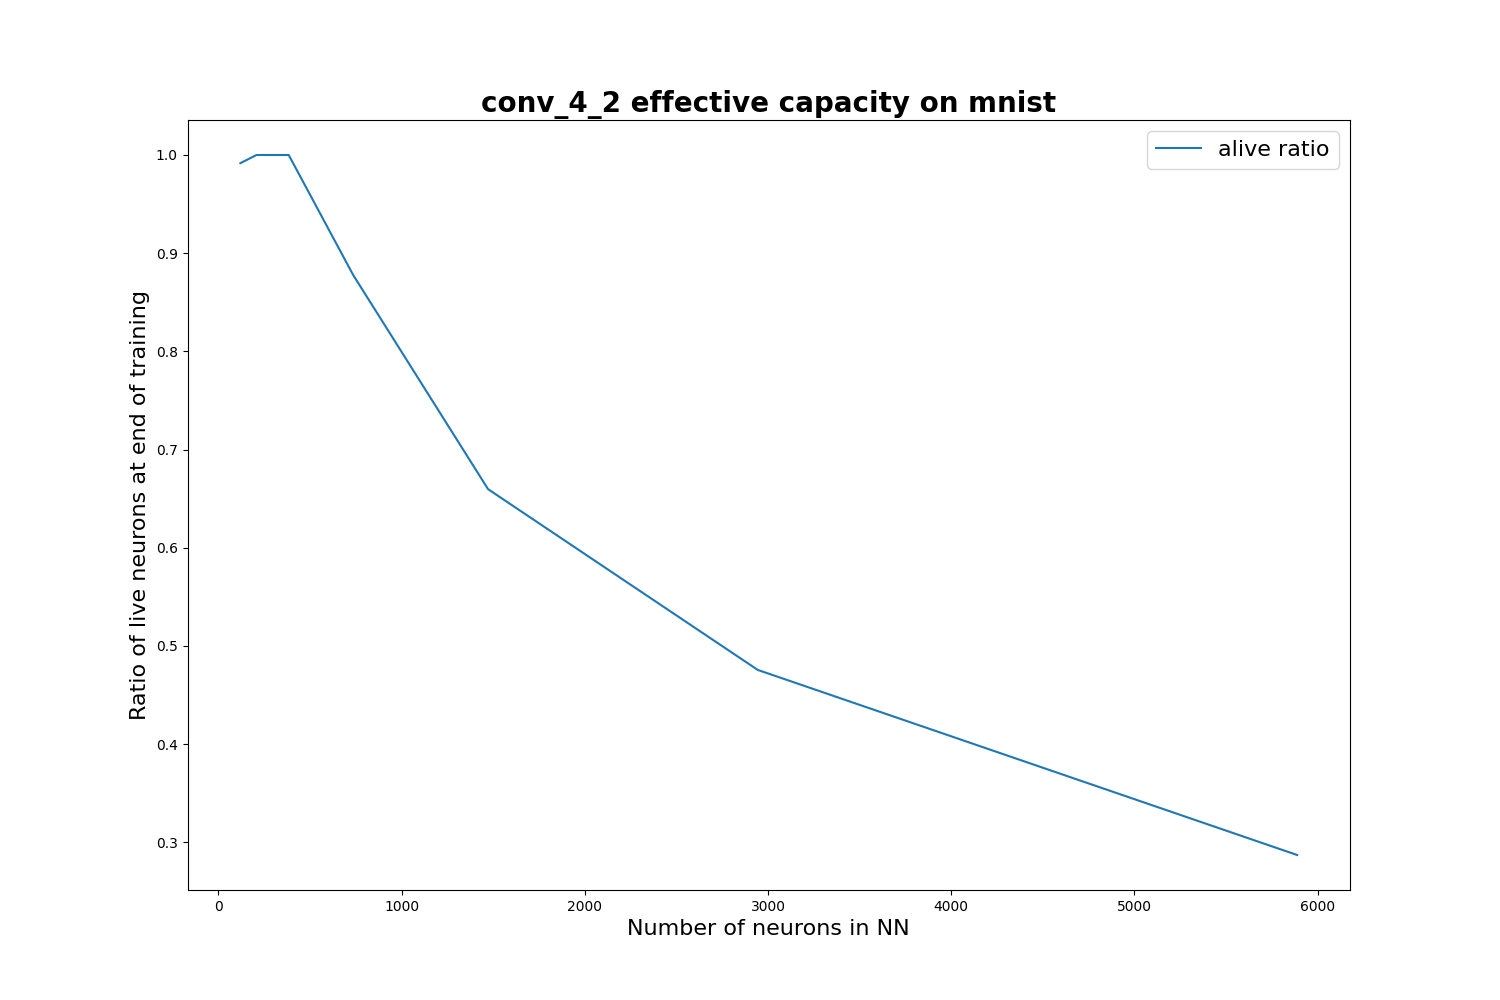 conv_4_2 effective capacity on mnist
alive ratio
Ratio of live neurons at end of training
1.0
0.9
0.8
0.7
0.6
0.5
0.4
0.3
0 1000 2000 3000 4000 5000 6000
Number of neurons in NN